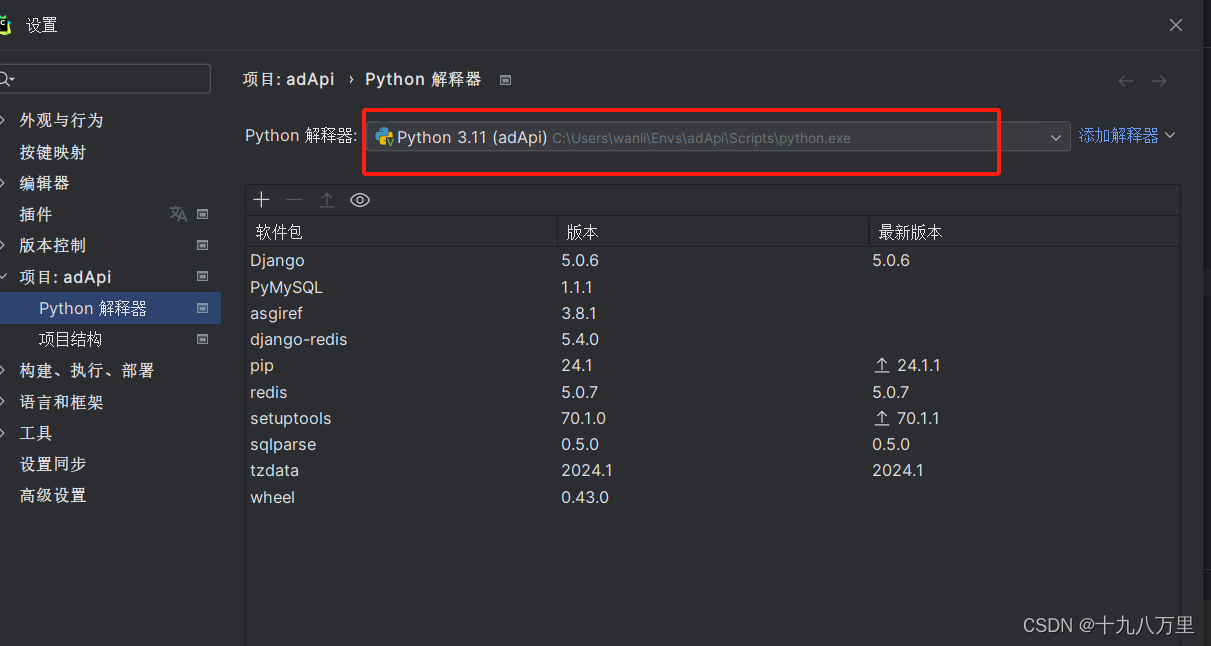 设置
项目: adApi › Python 解释器
Python 解释器: Python 3.11 (adApi) C:\Users\wanli\Envs\adApi\Scripts\python.exe 添加解释器
外观与行为
按键映射
编辑器
插件
版本控制
项目: adApi
Python 解释器
项目结构
构建、执行、部署
语言和框架
工具
设置同步
高级设置
软件包 版本 最新版本
Django 5.0.6 5.0.6
PyMySQL 1.1.1
asgiref 3.8.1
django-redis 5.4.0
pip 24.1 24.1.1
redis 5.0.7 5.0.7
setuptools 70.1.0 70.1.1
sqlparse 0.5.0 0.5.0
tzdata 2024.1 2024.1
wheel 0.43.0
CSDN @十九八万里